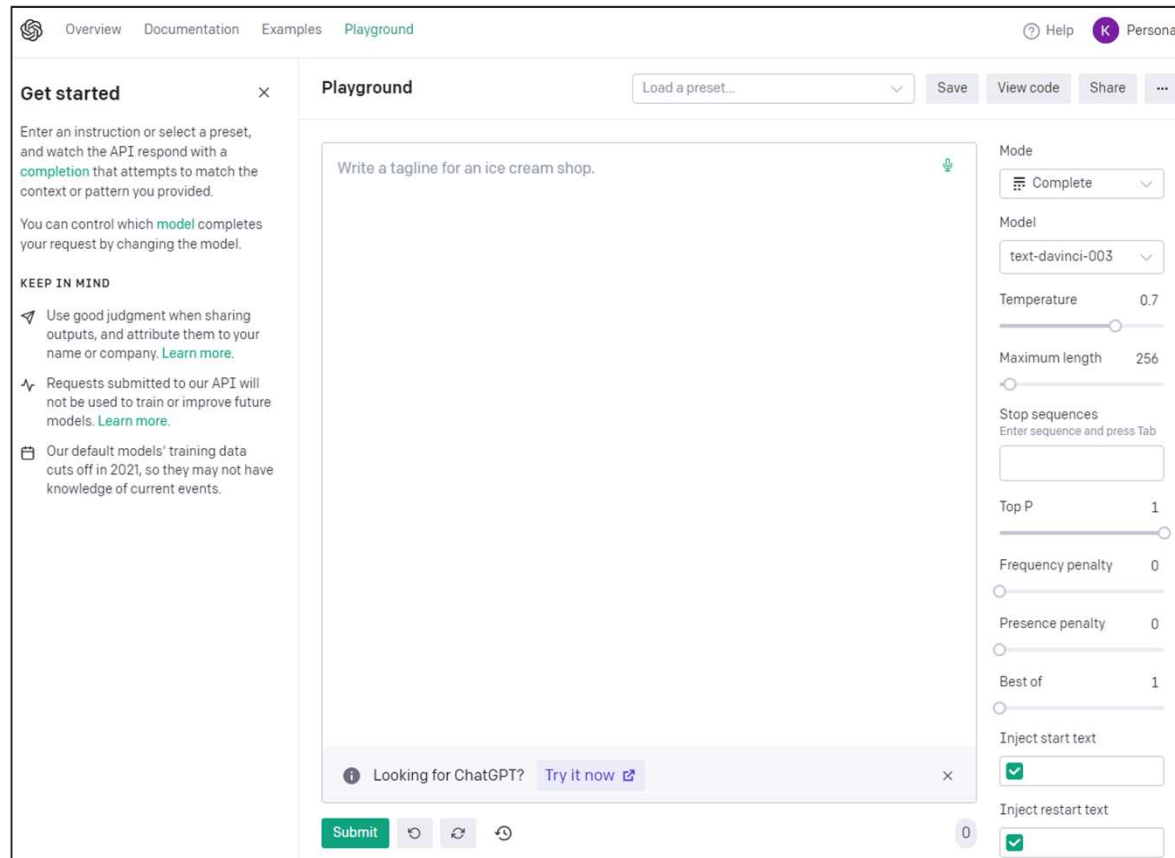 Overview Documentation Examples Playground Help K Persona
Get started
Enter an instruction or select a preset,
and watch the API respond with a
completion that attempts to match the
context or pattern you provided.
You can control which model completes
your request by changing the model.
KEEP IN MIND
Use good judgment when sharing
outputs, and attribute them to your
name or company. Learn more.
Requests submitted to our API will
not be used to train or improve future
models. Learn more.
Our default models' training data
cuts off in 2021, so they may not have
knowledge of current events.
Playground Load a preset... Save View code Share ...
Write a tagline for an ice cream shop.
Looking for ChatGPT? Try it now
Submit 0
Mode
Complete
Model
text-davinci-003
Temperature 0.7
Maximum length 256
Stop sequences
Enter sequence and press Tab
Top P 1
Frequency penalty 0
Presence penalty 0
Best of 1
Inject start text
Inject restart text